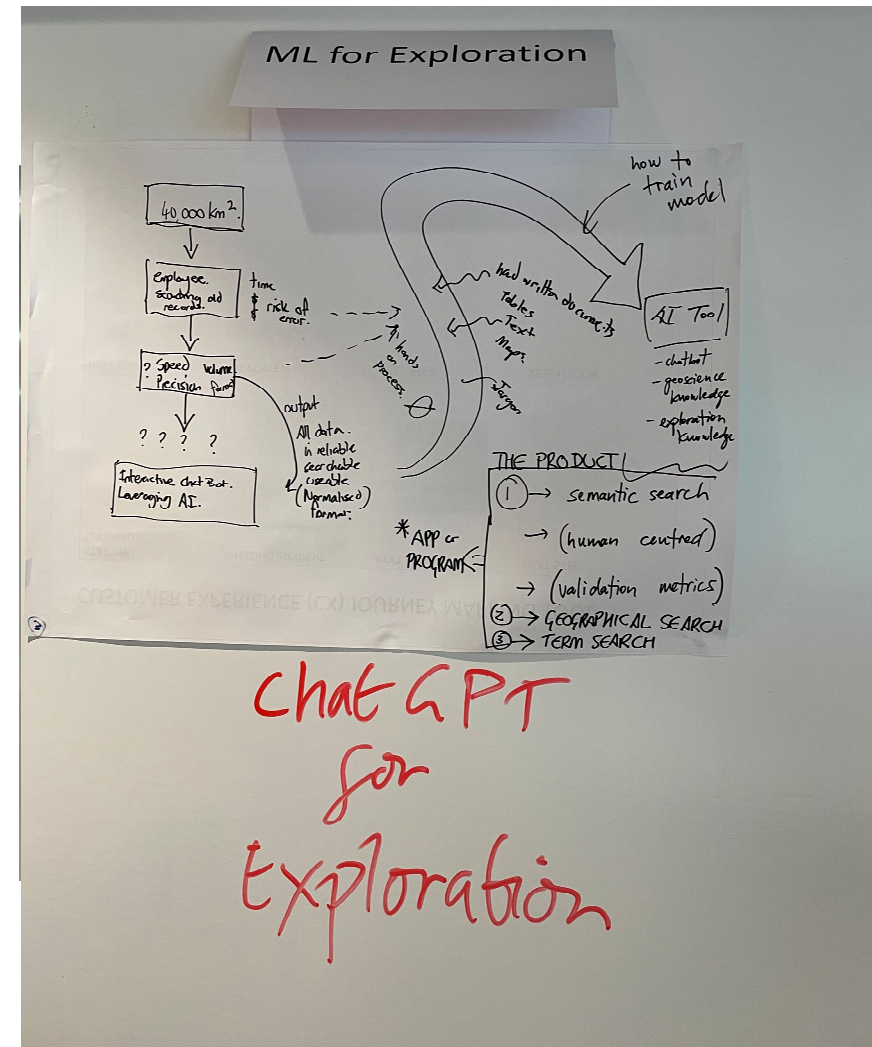 ML for Exploration
40,000 km².
Employee.
Scouting old
records.
time
$ risk of
error.
? Speed Volume
Precision format
? ? ? ?
Interactive Chat Bot.
Leveraging AI.
output
All data.
in reliable
searchable
useable
(Normalised)
format.
hands
on
process.
how to
train
model
had written documents
Tables
Text
Maps.
Jargon
AI Tool
- chatbot
- geoscience
knowledge
- exploration
knowledge
* APP or
PROGRAM
THE PRODUCT
1 → semantic search
→ (human centred)
→ (validation metrics)
2 → GEOGRAPHICAL SEARCH
3 → TERM SEARCH
CUSTOMER EXPERIENCE (CX) JOURNEY MAP
Chat GPT
for
Exploration